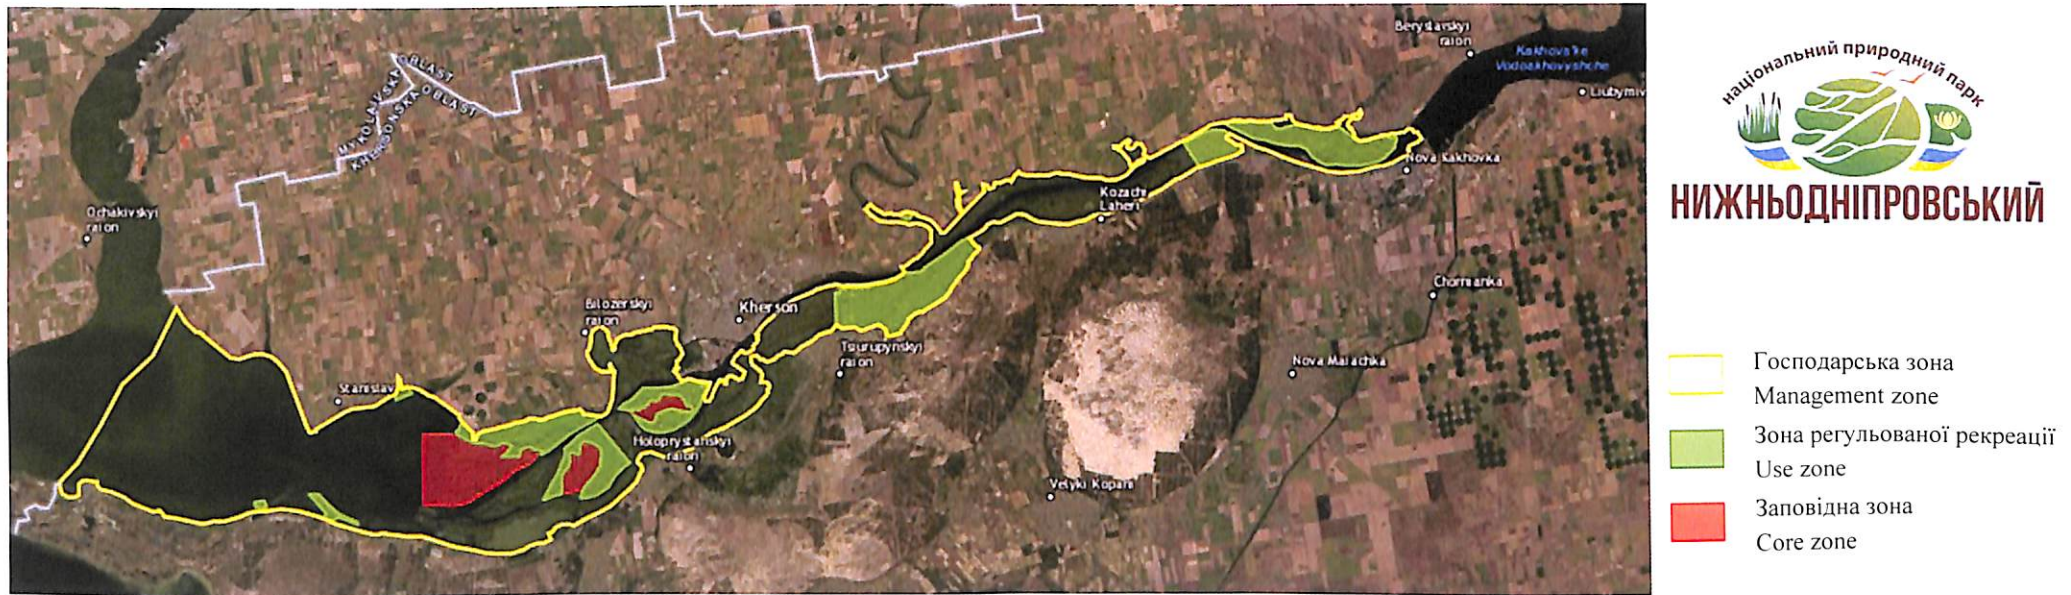 Berystavskyi
raion
Kakhovs'ke
Vodoskhovyshche
Liubymiv
MYKOLAIVSKA OBLAST
KHERSONSKA OBLAST
Nova Kakhovka
Kozachi
Laheri
Ochakivskyi
raion
Chornianka
Bilozerskyi
raion
Kherson
Tsiurupynskyi
raion
Nova Maiachka
Stanislav
Holoprystanskyi
raion
Velyki Kopani
національний природний парк
НИЖНЬОДНІПРОВСЬКИЙ
Господарська зона
Management zone
Зона регульованої рекреації
Use zone
Заповідна зона
Core zone